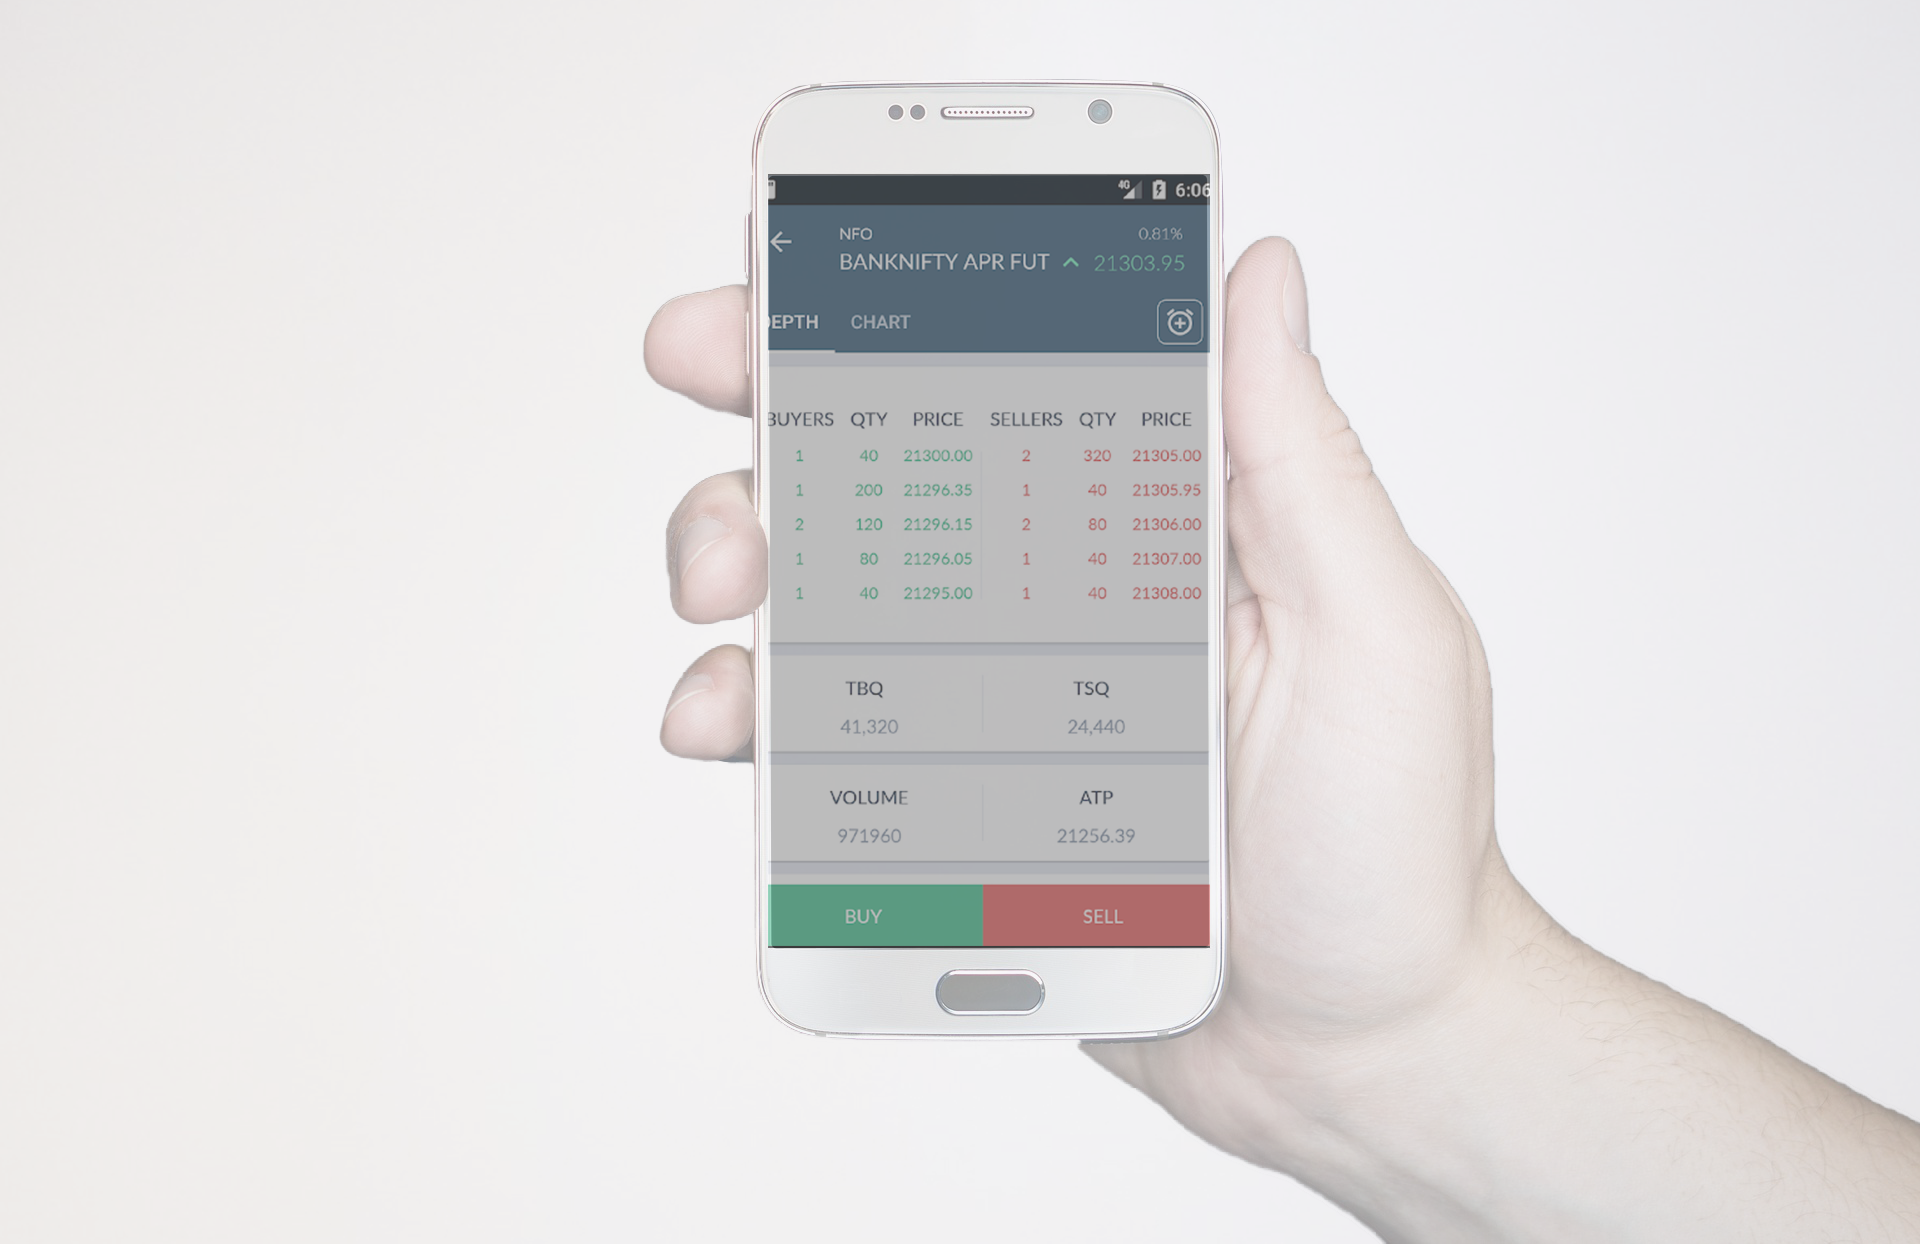 4G 6:06
NFO 0.81%
BANKNIFTY APR FUT 21303.95
DEPTH CHART
BUYERS QTY PRICE SELLERS QTY PRICE
1 40 21300.00 2 320 21305.00
1 200 21296.35 1 40 21305.95
2 120 21296.15 2 80 21306.00
1 80 21296.05 1 40 21307.00
1 40 21295.00 1 40 21308.00
TBQ TSQ
41,320 24,440
VOLUME ATP
971960 21256.39
BUY SELL